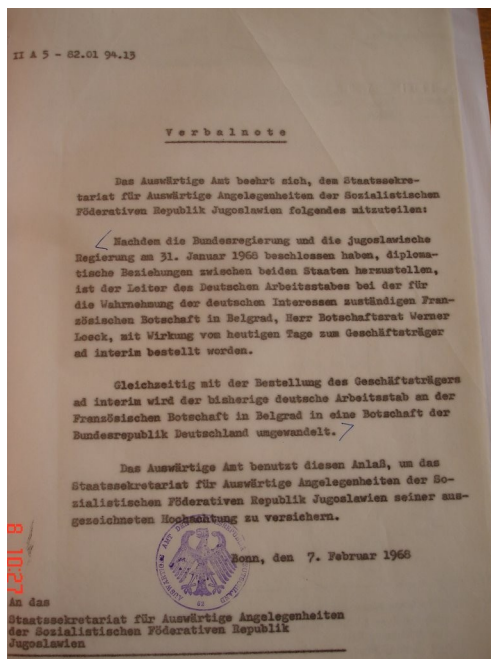 II A 5 - 82.01 94.13
Verbalnote
Das Auswärtige Amt beehrt sich, dem Staatssekre-
tariat für Auswärtige Angelegenheiten der Sozialistischen
Föderativen Republik Jugoslawien folgendes mitzuteilen:
Nachdem die Bundesregierung und die jugoslawische
Regierung am 31. Januar 1968 beschlossen haben, diploma-
tische Beziehungen zwischen beiden Staaten herzustellen,
ist der Leiter des Deutschen Arbeitsstabes bei der für
die Wahrnehmung der deutschen Interessen zuständigen Fran-
zösischen Botschaft in Belgrad, Herr Botschaftsrat Werner
Loeck, mit Wirkung vom heutigen Tage zum Geschäftsträger
ad interim bestellt worden.
Gleichzeitig mit der Bestellung des Geschäftsträgers
ad interim wird der bisherige deutsche Arbeitsstab an der
Französischen Botschaft in Belgrad in eine Botschaft der
Bundesrepublik Deutschland umgewandelt.
Das Auswärtige Amt benutzt diesen Anlaß, um das
Staatssekretariat für Auswärtige Angelegenheiten der So-
zialistischen Föderativen Republik Jugoslawien seiner aus-
gezeichneten Hochachtung zu versichern.
Bonn, den 7. Februar 1968
An das
Staatssekretariat für Auswärtige Angelegenheiten
der Sozialistischen Föderativen Republik
Jugoslawien
8 10:27